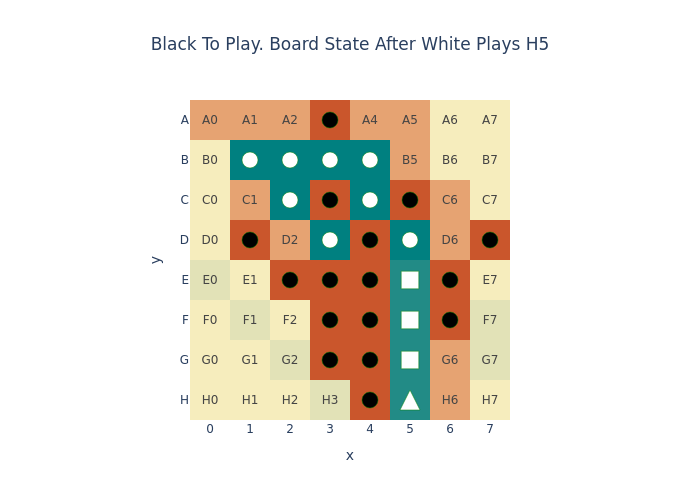 Black To Play. Board State After White Plays H5
A A0 A1 A2 A4 A5 A6 A7
B B0 B5 B6 B7
C C0 C1 C6 C7
D D0 D2 D6
E E0 E1 E7
F F0 F1 F2 F7
G G0 G1 G2 G6 G7
H H0 H1 H2 H3 H6 H7
0 1 2 3 4 5 6 7
x
y